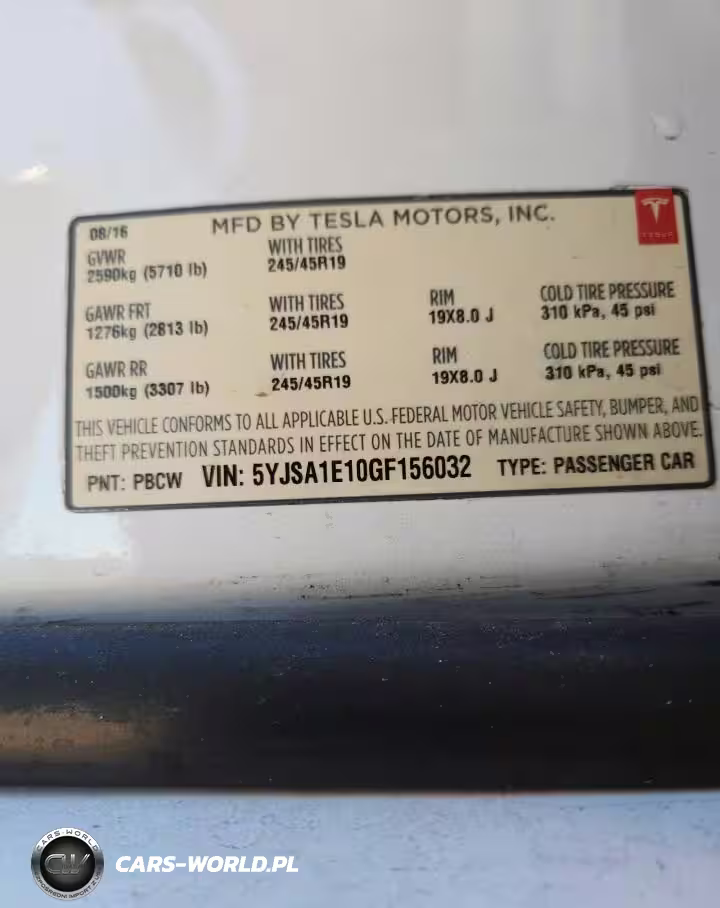 08/16 MFD BY TESLA MOTORS, INC.
TESLA
GVWR WITH TIRES
2590kg (5710 lb) 245/45R19
GAWR FRT WITH TIRES RIM COLD TIRE PRESSURE
1276kg (2813 lb) 245/45R19 19X8.0 J 310 kPa, 45 psi
GAWR RR WITH TIRES RIM COLD TIRE PRESSURE
1500kg (3307 lb) 245/45R19 19X8.0 J 310 kPa, 45 psi
THIS VEHICLE CONFORMS TO ALL APPLICABLE U.S. FEDERAL MOTOR VEHICLE SAFETY, BUMPER, AND
THEFT PREVENTION STANDARDS IN EFFECT ON THE DATE OF MANUFACTURE SHOWN ABOVE.
PNT: PBCW VIN: 5YJSA1E10GF156032 TYPE: PASSENGER CAR
CARS-WORLD
CW
CARS-WORLD.PL